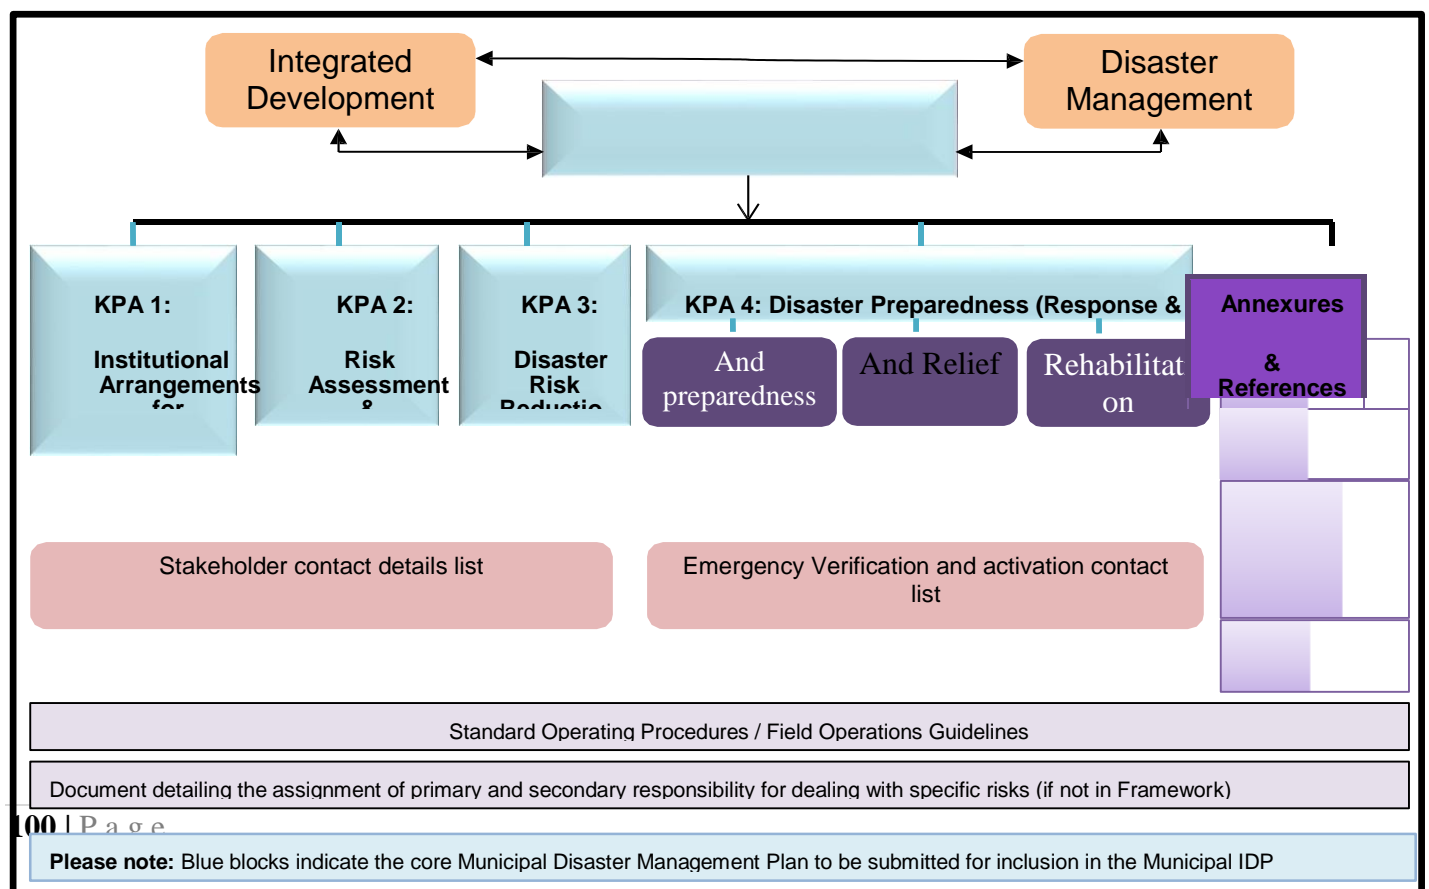 Integrated
Development
Disaster
Management
KPA 1:
Institutional
Arrangements
for
KPA 2:
Risk
Assessment
&
KPA 3:
Disaster
Risk
Reductio
KPA 4: Disaster Preparedness (Response &
And
preparedness
And Relief
Rehabilitat
on
Annexures
&
References
Stakeholder contact details list
Emergency Verification and activation contact
list
Standard Operating Procedures / Field Operations Guidelines
Document detailing the assignment of primary and secondary responsibility for dealing with specific risks (if not in Framework)
100 | P a g e
Please note: Blue blocks indicate the core Municipal Disaster Management Plan to be submitted for inclusion in the Municipal IDP